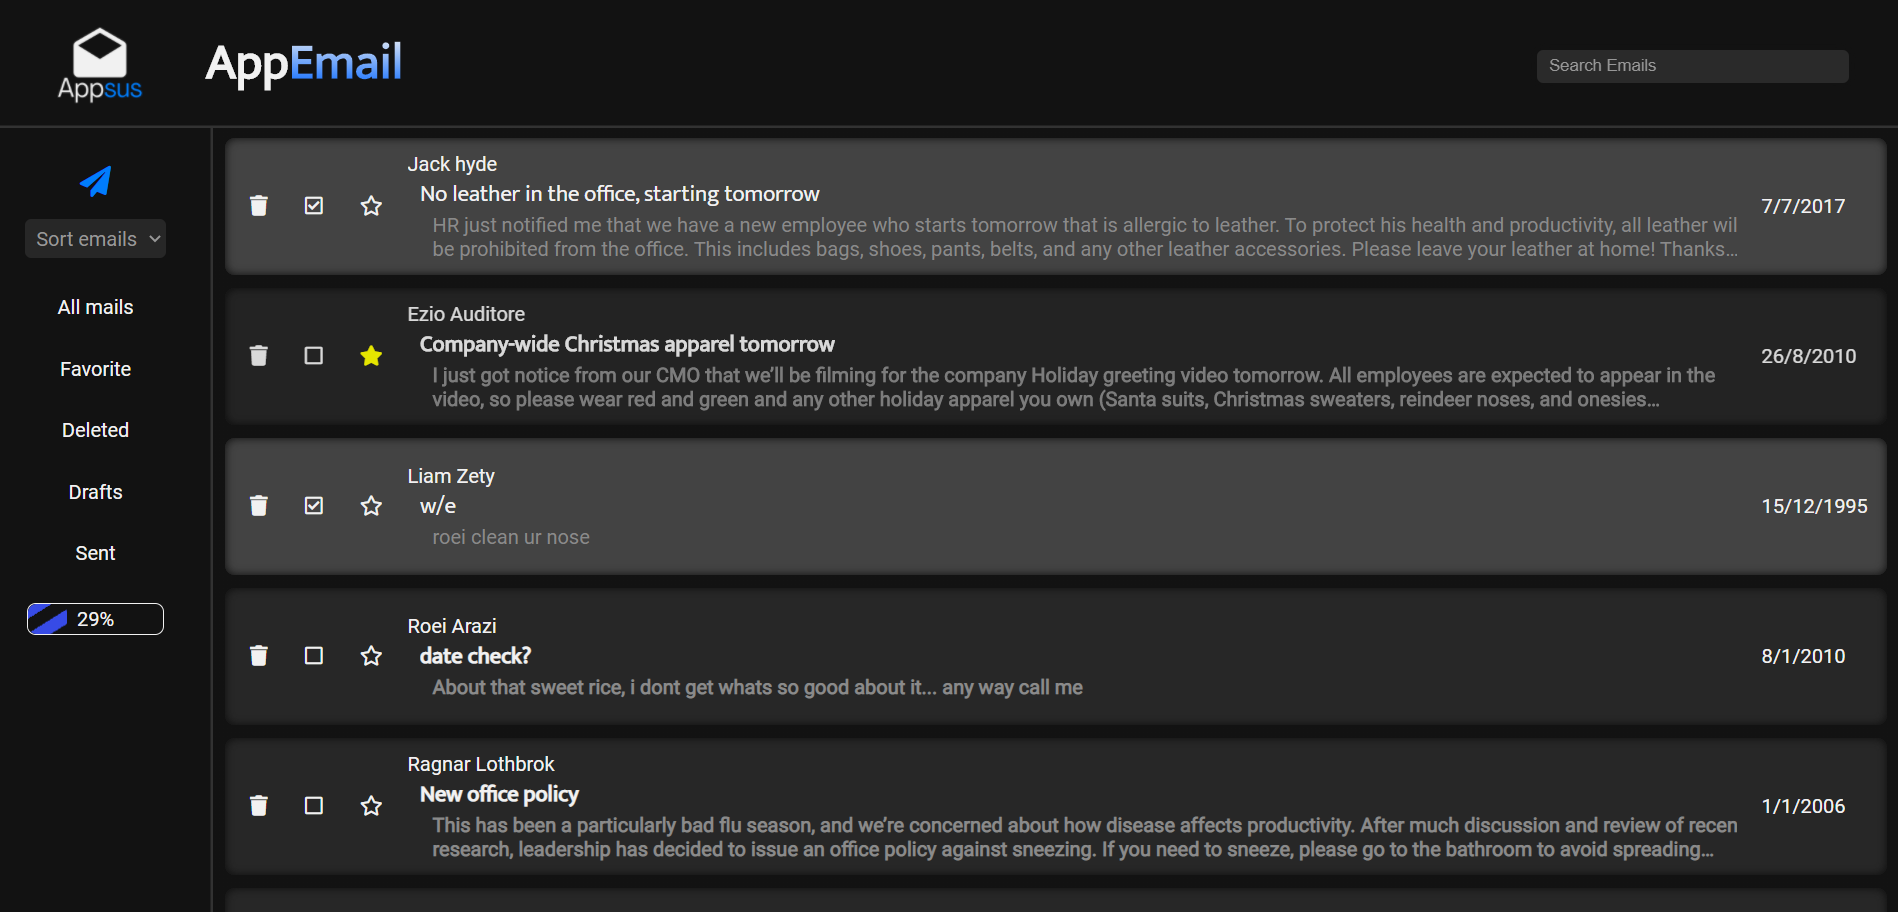 Appsus
AppEmail
Search Emails
Sort emails
All mails
Favorite
Deleted
Drafts
Sent
29%
Jack hyde
No leather in the office, starting tomorrow
HR just notified me that we have a new employee who starts tomorrow that is allergic to leather. To protect his health and productivity, all leather wil
be prohibited from the office. This includes bags, shoes, pants, belts, and any other leather accessories. Please leave your leather at home! Thanks...
7/7/2017
Ezio Auditore
Company-wide Christmas apparel tomorrow
I just got notice from our CMO that we’ll be filming for the company Holiday greeting video tomorrow. All employees are expected to appear in the
video, so please wear red and green and any other holiday apparel you own (Santa suits, Christmas sweaters, reindeer noses, and onesies...
26/8/2010
Liam Zety
w/e
roei clean ur nose
15/12/1995
Roei Arazi
date check?
About that sweet rice, i dont get whats so good about it... any way call me
8/1/2010
Ragnar Lothbrok
New office policy
This has been a particularly bad flu season, and we’re concerned about how disease affects productivity. After much discussion and review of recen
research, leadership has decided to issue an office policy against sneezing. If you need to sneeze, please go to the bathroom to avoid spreading...
1/1/2006